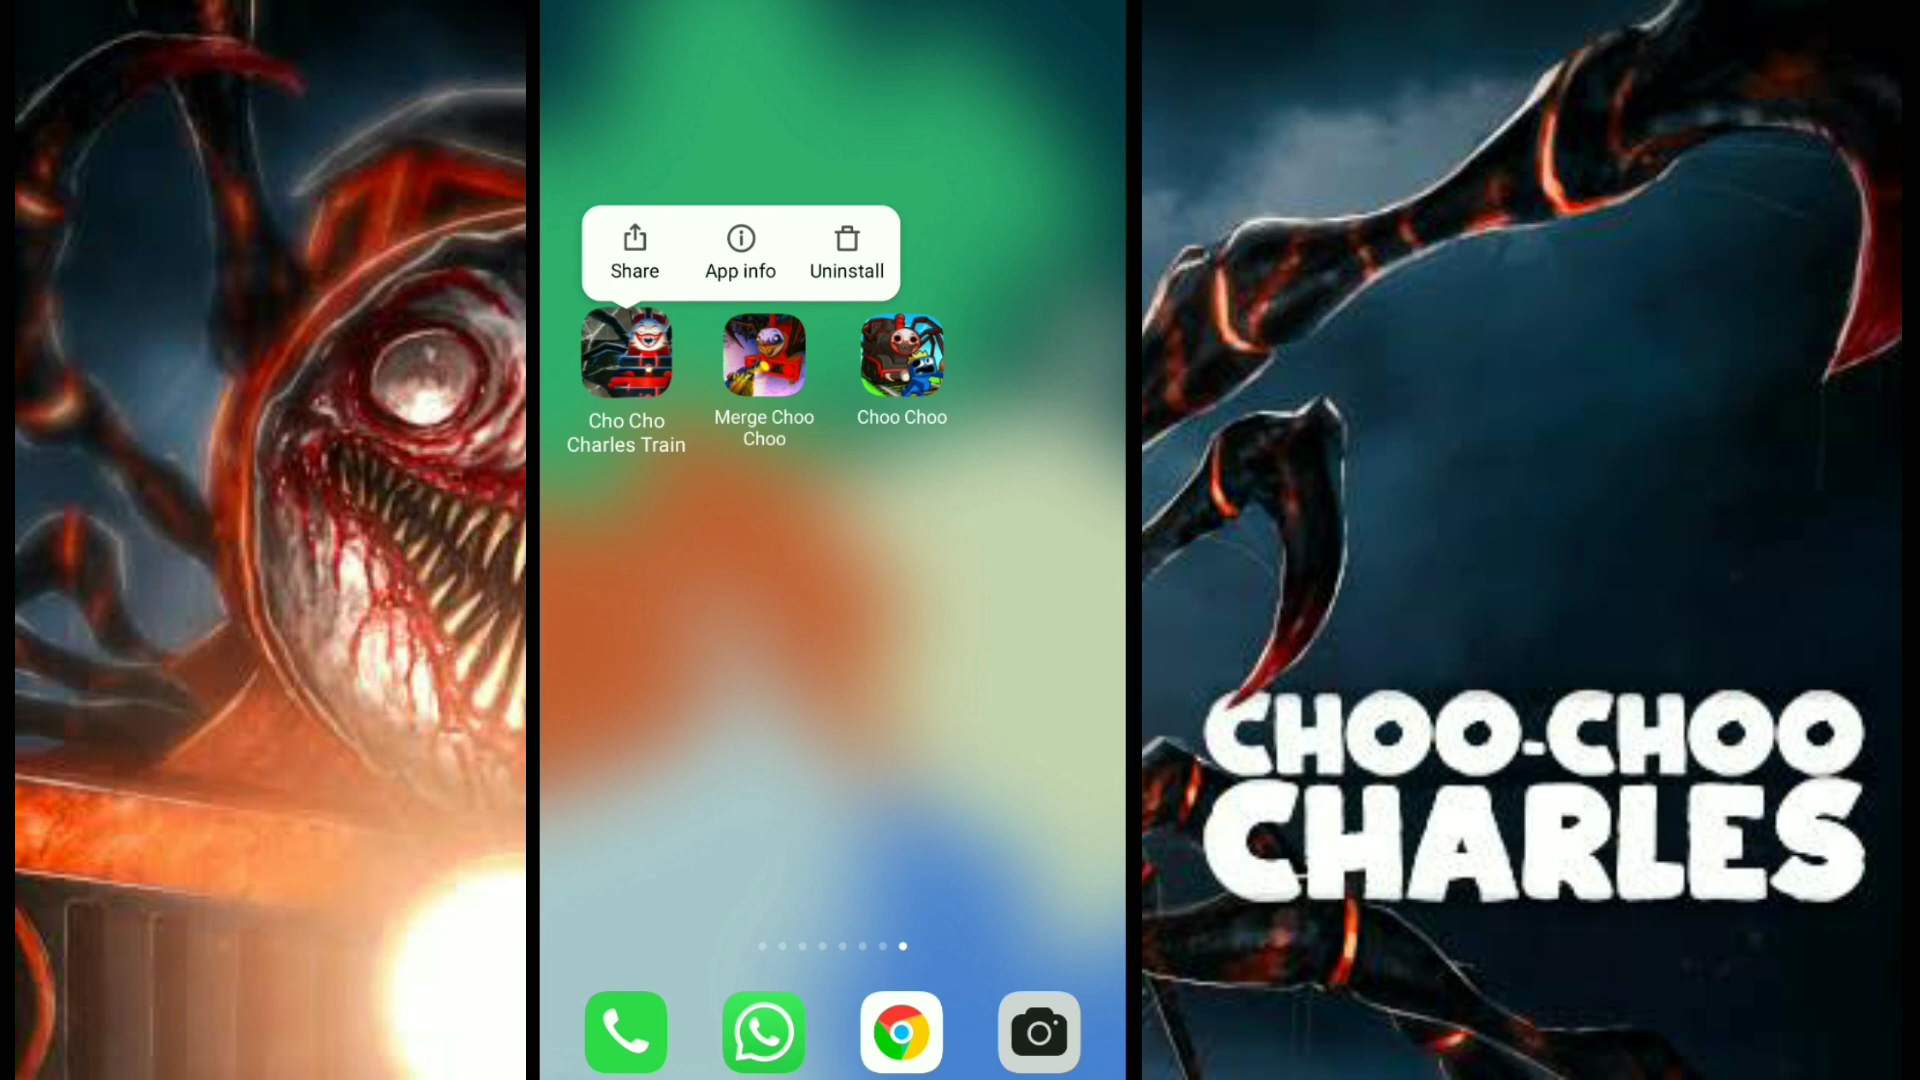 Share App info Uninstall
Cho Cho
Charles Train
Merge Choo
Choo
Choo Choo
CHOO-CHOO
CHARLES